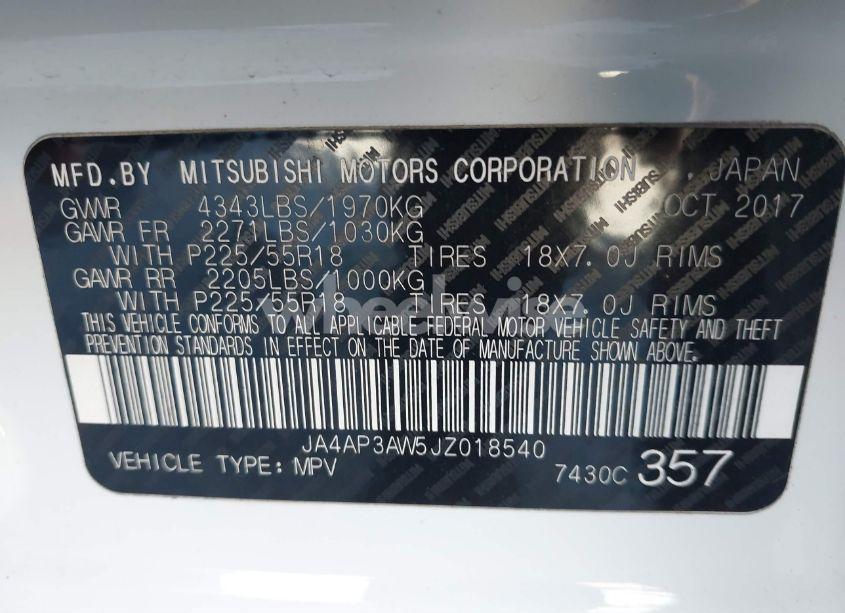 MFD.BY MITSUBISHI MOTORS CORPORATION . JAPAN
GVWR 4343LBS/1970KG OCT 2017
GAWR FR 2271LBS/1030KG
WITH P225/55R18 TIRES 18X7.0J RIMS
GAWR RR 2205LBS/1000KG
WITH P225/55R18 TIRES 18X7.0J RIMS
THIS VEHICLE CONFORMS TO ALL APPLICABLE FEDERAL MOTOR VEHICLE SAFETY AND THEFT
PREVENTION STANDARDS IN EFFECT ON THE DATE OF MANUFACTURE SHOWN ABOVE.
JA4AP3AW5JZ018540
VEHICLE TYPE: MPV 7430C 357